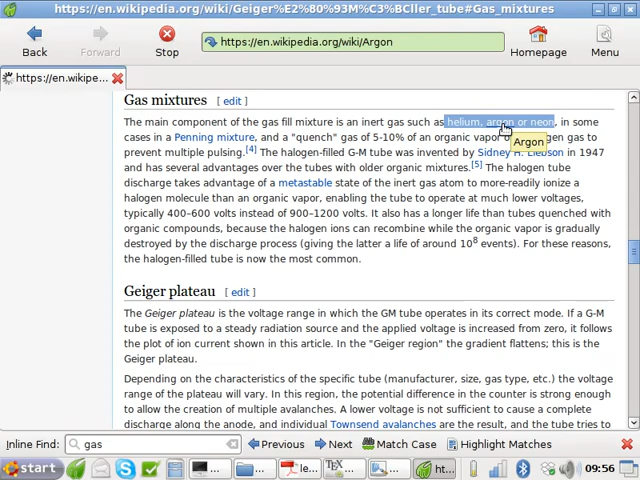 https://en.wikipedia.org/wiki/Geiger%E2%80%93M%C3%BCller_tube#Gas_mixtures
Back
Forward
Stop
https://en.wikipedia.org/wiki/Argon
Homepage
Menu
https://en.wikipe...
Gas mixtures [ edit ]
The main component of the gas fill mixture is an inert gas such as helium, argon or neon, in some
cases in a Penning mixture, and a "quench" gas of 5-10% of an organic vapor gen gas to
prevent multiple pulsing.[4] The halogen-filled G-M tube was invented by Sidney H. Liebson in 1947
Argon
and has several advantages over the tubes with older organic mixtures.[5] The halogen tube
discharge takes advantage of a metastable state of the inert gas atom to more-readily ionize a
halogen molecule than an organic vapor, enabling the tube to operate at much lower voltages,
typically 400–600 volts instead of 900–1200 volts. It also has a longer life than tubes quenched with
organic compounds, because the halogen ions can recombine while the organic vapor is gradually
destroyed by the discharge process (giving the latter a life of around 10⁸ events). For these reasons,
the halogen-filled tube is now the most common.
Geiger plateau [ edit ]
The Geiger plateau is the voltage range in which the GM tube operates in its correct mode. If a G-M
tube is exposed to a steady radiation source and the applied voltage is increased from zero, it follows
the plot of ion current shown in this article. In the "Geiger region" the gradient flattens; this is the
Geiger plateau.
Depending on the characteristics of the specific tube (manufacturer, size, gas type, etc.) the voltage
range of the plateau will vary. In this region, the potential difference in the counter is strong enough
to allow the creation of multiple avalanches. A lower voltage is not sufficient to cause a complete
discharge along the anode, and individual Townsend avalanches are the result, and the tube tries to
Inline Find: gas Previous Next Match Case Highlight Matches
start
le...
TEX
ht...
09:56